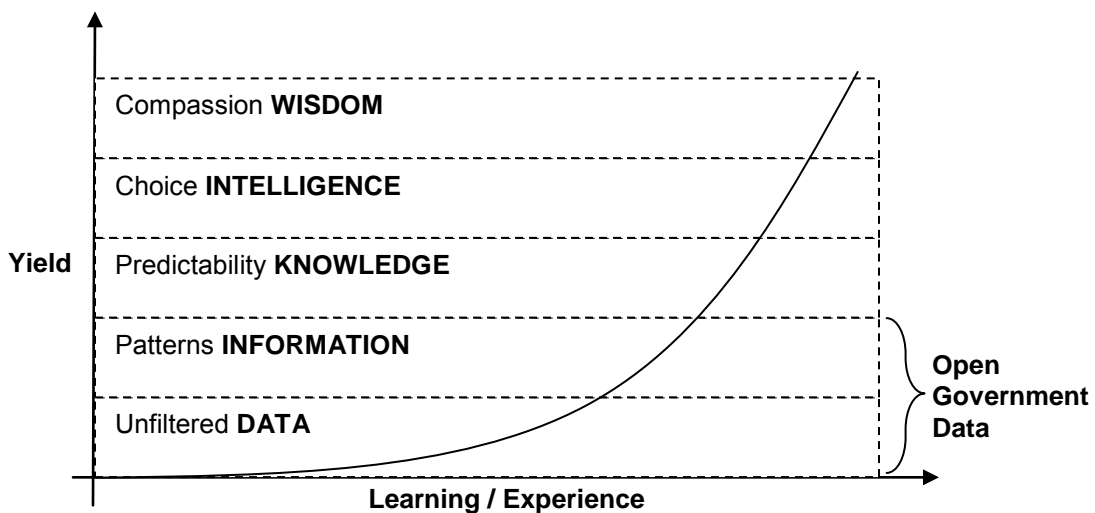 Compassion WISDOM
Choice INTELLIGENCE
Yield
Predictability KNOWLEDGE
Patterns INFORMATION
Unfiltered DATA
Open
Government
Data
Learning / Experience